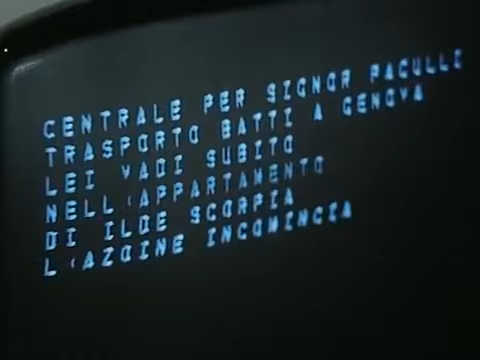 CENTRALE PER SIGNOR PACULLI
TRASPORTO BATTI A GENOVA
LEI VADI SUBITO
NELL'APPARTAMENTO
DI ILDE SCORPIA
L'AZOINE INCOMINCIA